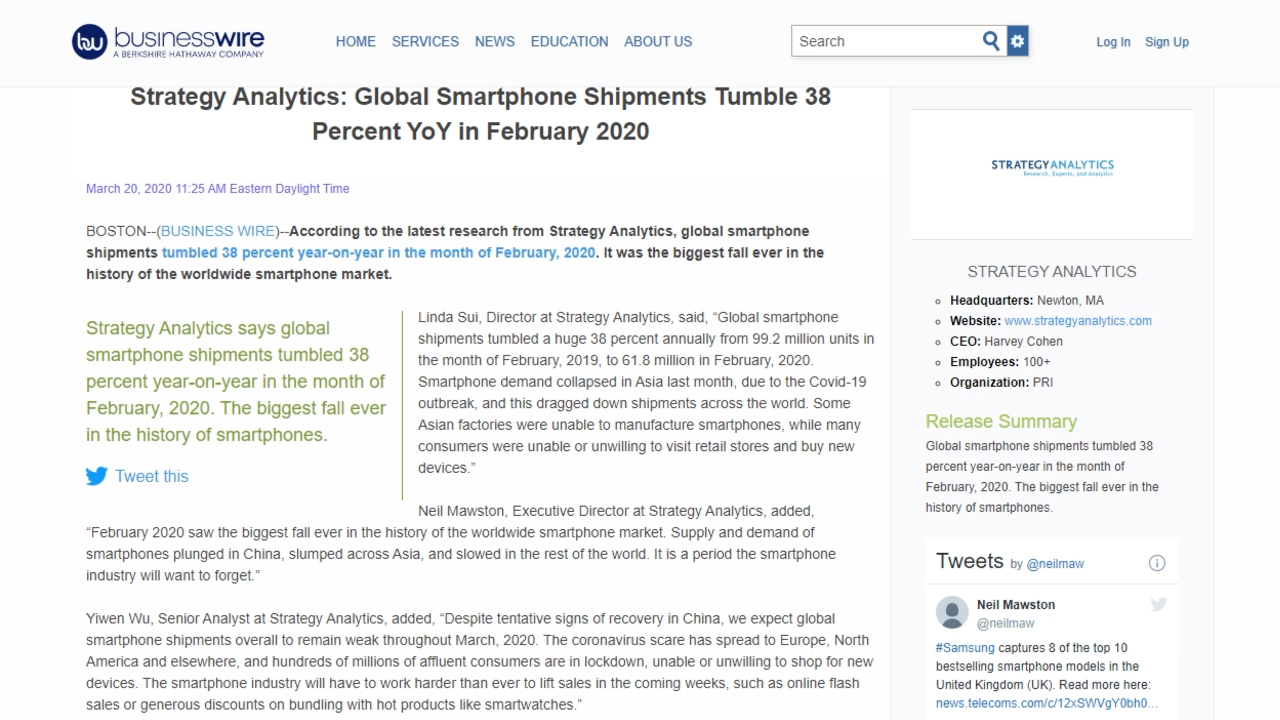 businesswire
A BERKSHIRE HATHAWAY COMPANY
HOME SERVICES NEWS EDUCATION ABOUT US
Search
Log In Sign Up
Strategy Analytics: Global Smartphone Shipments Tumble 38
Percent YoY in February 2020
March 20, 2020 11:25 AM Eastern Daylight Time
BOSTON--(BUSINESS WIRE)--According to the latest research from Strategy Analytics, global smartphone
shipments tumbled 38 percent year-on-year in the month of February, 2020. It was the biggest fall ever in the
history of the worldwide smartphone market.
Strategy Analytics says global
smartphone shipments tumbled 38
percent year-on-year in the month of
February, 2020. The biggest fall ever
in the history of smartphones.
Tweet this
Linda Sui, Director at Strategy Analytics, said, “Global smartphone
shipments tumbled a huge 38 percent annually from 99.2 million units in
the month of February, 2019, to 61.8 million in February, 2020.
Smartphone demand collapsed in Asia last month, due to the Covid-19
outbreak, and this dragged down shipments across the world. Some
Asian factories were unable to manufacture smartphones, while many
consumers were unable or unwilling to visit retail stores and buy new
devices.”
Neil Mawston, Executive Director at Strategy Analytics, added,
“February 2020 saw the biggest fall ever in the history of the worldwide smartphone market. Supply and demand of
smartphones plunged in China, slumped across Asia, and slowed in the rest of the world. It is a period the smartphone
industry will want to forget.”
Yiwen Wu, Senior Analyst at Strategy Analytics, added, “Despite tentative signs of recovery in China, we expect global
smartphone shipments overall to remain weak throughout March, 2020. The coronavirus scare has spread to Europe, North
America and elsewhere, and hundreds of millions of affluent consumers are in lockdown, unable or unwilling to shop for new
devices. The smartphone industry will have to work harder than ever to lift sales in the coming weeks, such as online flash
sales or generous discounts on bundling with hot products like smartwatches.”
STRATEGYANALYTICS
Research, Experts, and Analytics
STRATEGY ANALYTICS
Headquarters: Newton, MA
Website: www.strategyanalytics.com
CEO: Harvey Cohen
Employees: 100+
Organization: PRI
Release Summary
Global smartphone shipments tumbled 38
percent year-on-year in the month of
February, 2020. The biggest fall ever in the
history of smartphones.
Tweets by @neilmaw
Neil Mawston
@neilmaw
#Samsung captures 8 of the top 10
bestselling smartphone models in the
United Kingdom (UK). Read more here:
news.telecoms.com/c/12xSWVgY0bh0…